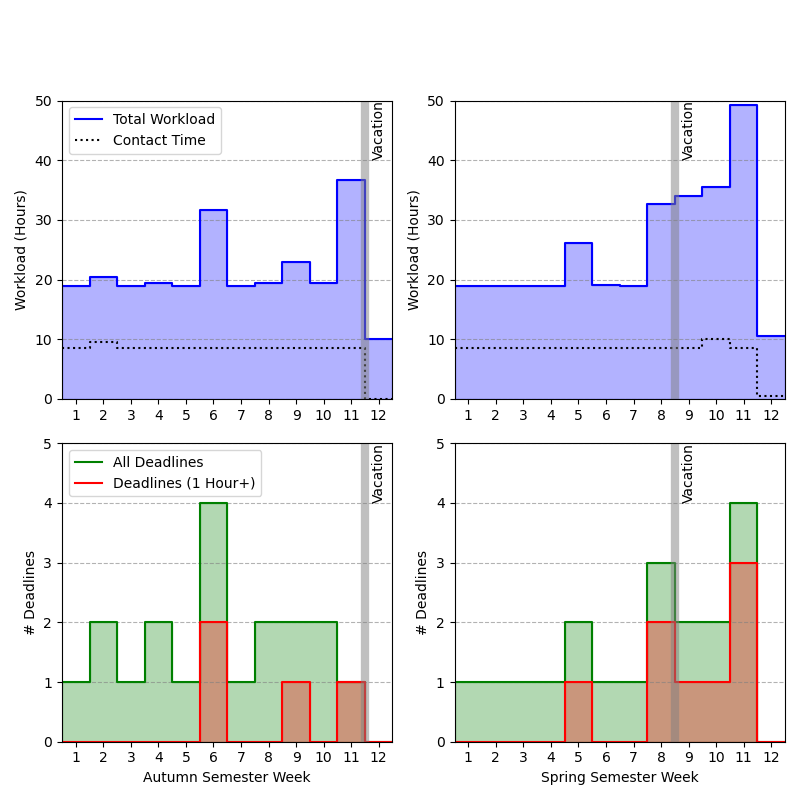 50
40
30
20
10
0
Workload (Hours)
Total Workload
Contact Time
Vacation
1 2 3 4 5 6 7 8 9 10 11 12
50
40
30
20
10
0
Workload (Hours)
Vacation
1 2 3 4 5 6 7 8 9 10 11 12
5
4
3
2
1
0
# Deadlines
All Deadlines
Deadlines (1 Hour+)
Vacation
1 2 3 4 5 6 7 8 9 10 11 12
Autumn Semester Week
5
4
3
2
1
0
# Deadlines
Vacation
1 2 3 4 5 6 7 8 9 10 11 12
Spring Semester Week